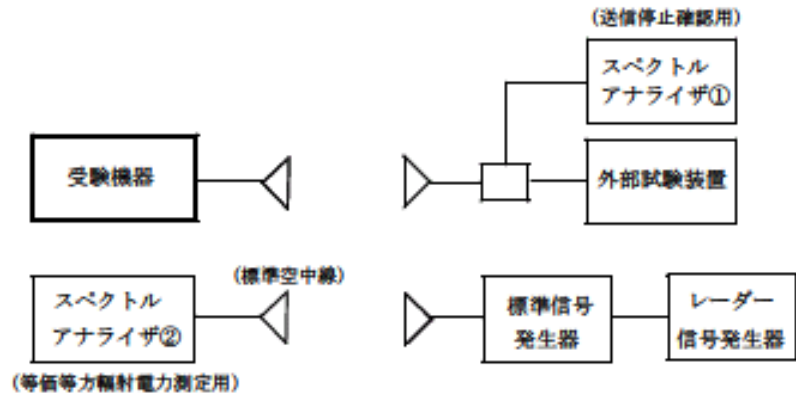 (送信停止確認用)
スペクトル
アナライザ①
受験機器
外部試験装置
(標準空中線)
スペクトル
アナライザ②
標準信号
発生器
レーダー
信号発生器
(等価等方輻射電力測定用)